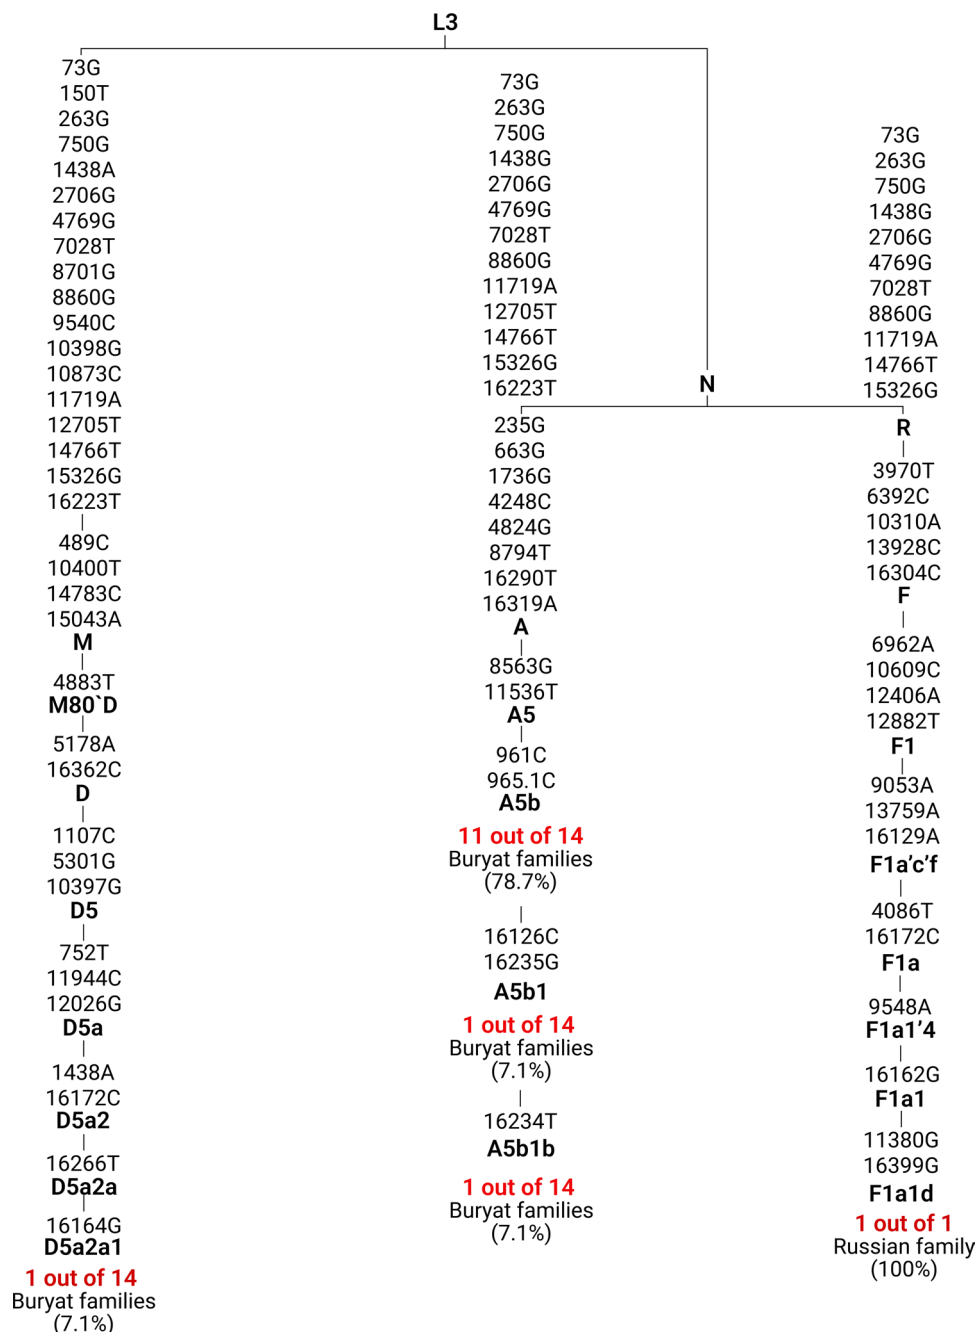 L3
73G
150T
263G
750G
1438A
2706G
4769G
7028T
8701G
8860G
9540C
10398G
10873C
11719A
12705T
14766T
15326G
16223T
489C
10400T
14783C
15043A
M
4883T
M80`D
5178A
16362C
D
1107C
5301G
10397G
D5
752T
11944C
12026G
D5a
1438A
16172C
D5a2
16266T
D5a2a
16164G
D5a2a1
1 out of 14
Buryat families
(7.1%)
N
73G
263G
750G
1438G
2706G
4769G
7028T
8860G
11719A
12705T
14766T
15326G
16223T
235G
663G
1736G
4248C
4824G
8794T
16290T
16319A
A
8563G
11536T
A5
961C
965.1C
A5b
11 out of 14
Buryat families
(78.7%)
16126C
16235G
A5b1
1 out of 14
Buryat families
(7.1%)
16234T
A5b1b
1 out of 14
Buryat families
(7.1%)
73G
263G
750G
1438G
2706G
4769G
7028T
8860G
11719A
14766T
15326G
R
3970T
6392C
10310A
13928C
16304C
F
6962A
10609C
12406A
12882T
F1
9053A
13759A
16129A
F1a’c’f
4086T
16172C
F1a
9548A
F1a1’4
16162G
F1a1
11380G
16399G
F1a1d
1 out of 1
Russian family
(100%)